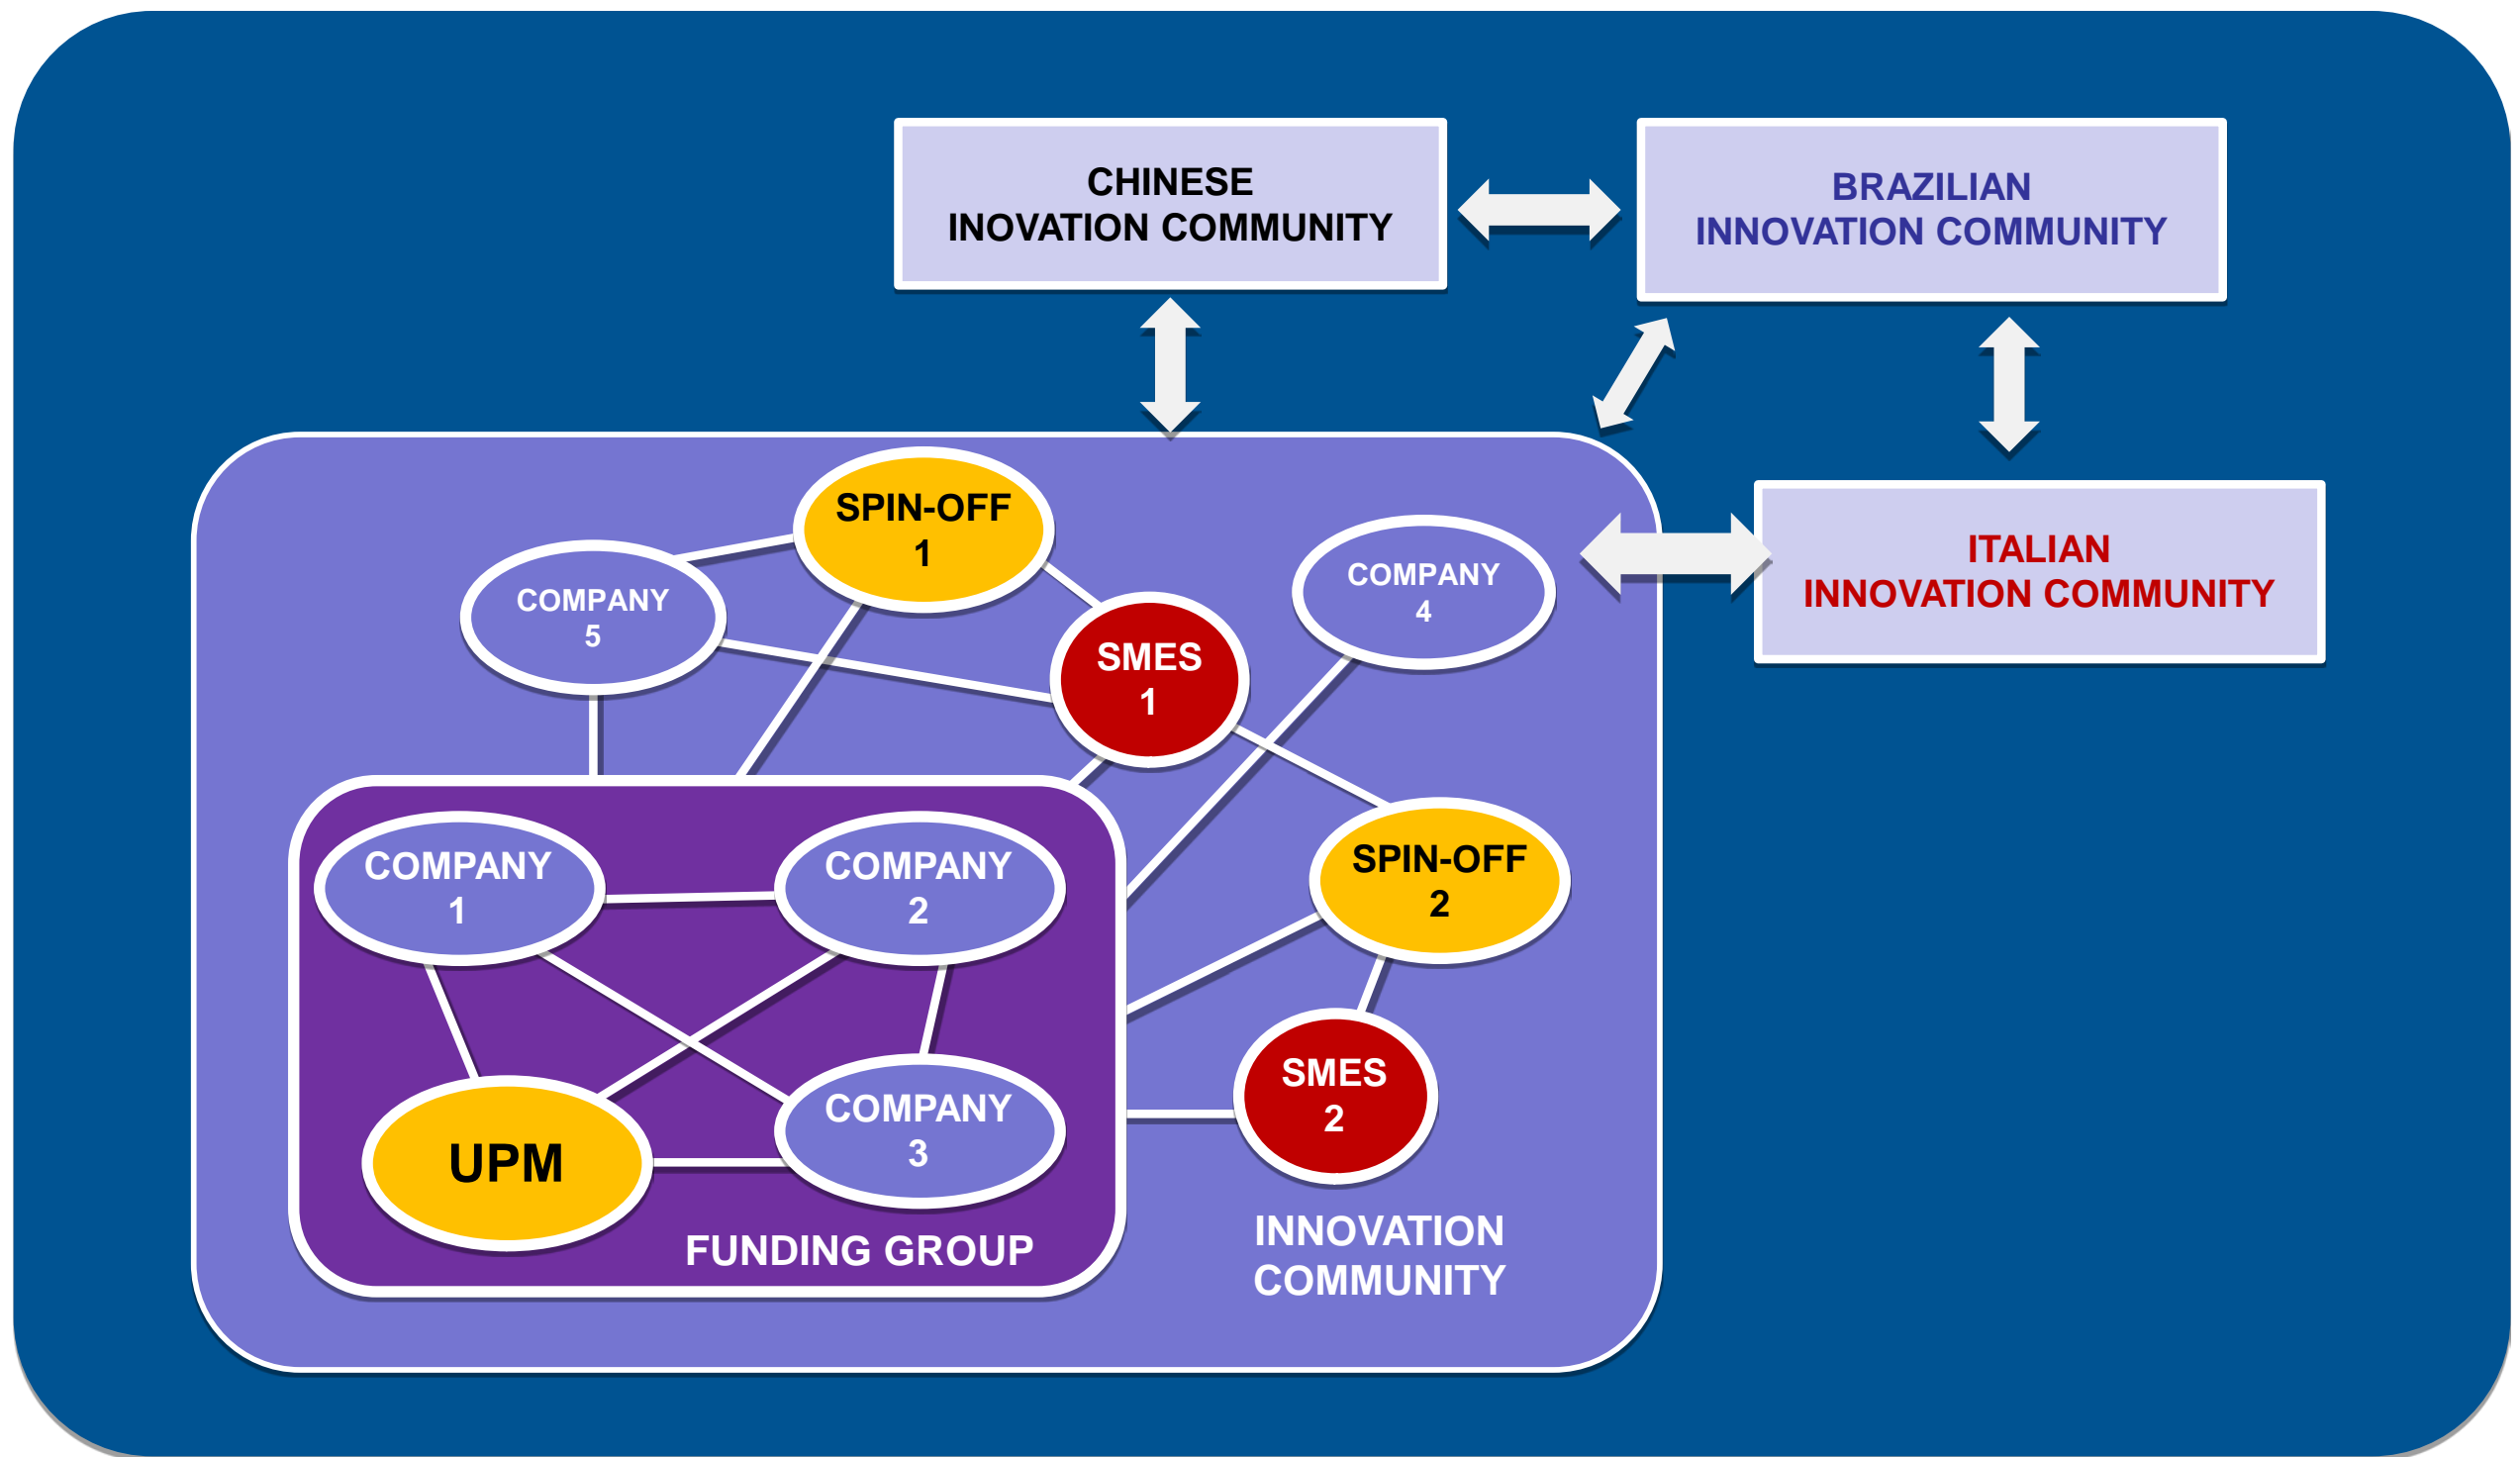 CHINESE
INOVATION COMMUNITY
BRAZILIAN
INNOVATION COMMUNITY
ITALIAN
INNOVATION COMMUNITY
SPIN-OFF
1
COMPANY
5
COMPANY
4
SMES
1
COMPANY
1
COMPANY
2
SPIN-OFF
2
SMES
2
COMPANY
3
UPM
FUNDING GROUP
INNOVATION
COMMUNITY